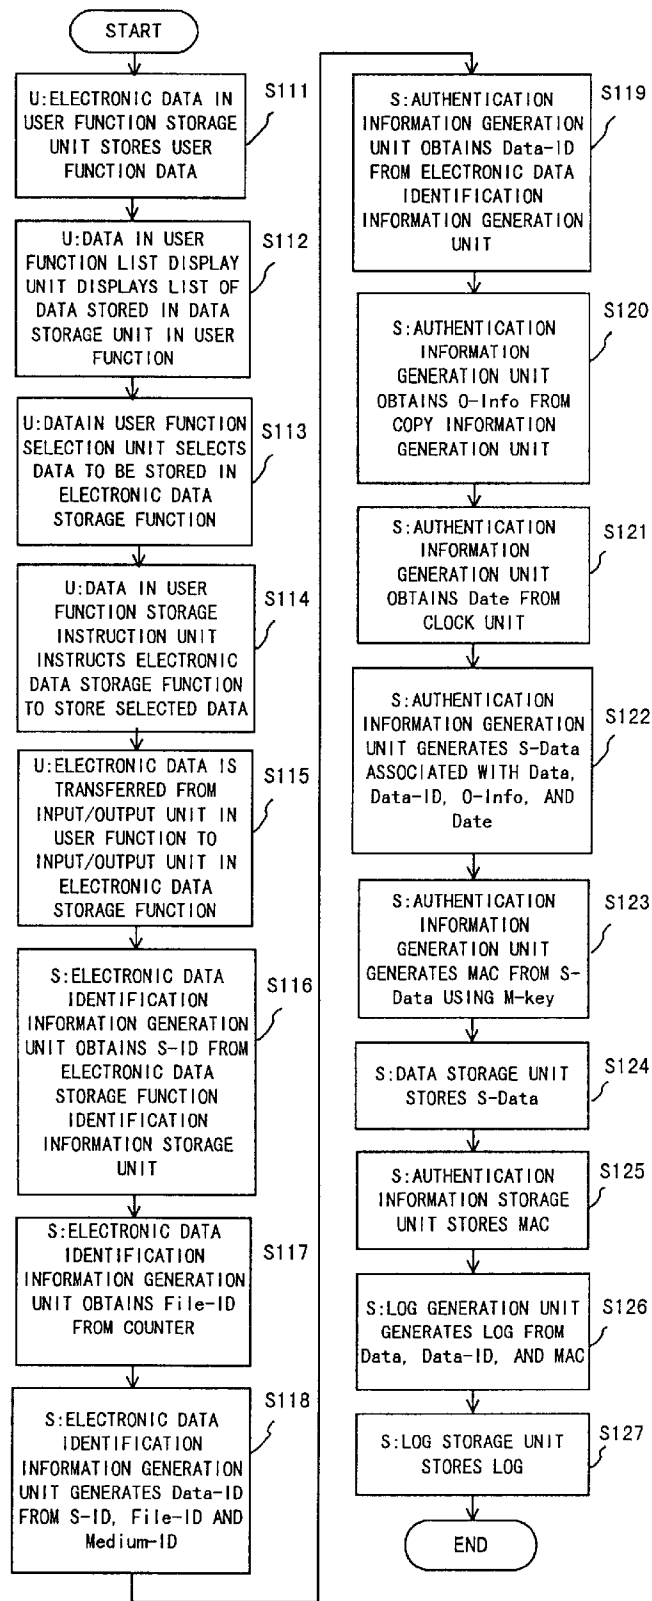 START
S111
U:ELECTRONIC DATA IN
USER FUNCTION STORAGE
UNIT STORES USER
FUNCTION DATA
S112
U:DATA IN USER
FUNCTION LIST DISPLAY
UNIT DISPLAYS LIST OF
DATA STORED IN DATA
STORAGE UNIT IN USER
FUNCTION
S113
U:DATAIN USER FUNCTION
SELECTION UNIT SELECTS
DATA TO BE STORED IN
ELECTRONIC DATA
STORAGE FUNCTION
S114
U:DATA IN USER
FUNCTION STORAGE
INSTRUCTION UNIT
INSTRUCTS ELECTRONIC
DATA STORAGE FUNCTION
TO STORE SELECTED DATA
S115
U:ELECTRONIC DATA IS
TRANSFERRED FROM
INPUT/OUTPUT UNIT IN
USER FUNCTION TO
INPUT/OUTPUT UNIT IN
ELECTRONIC DATA
STORAGE FUNCTION
S116
S:ELECTRONIC DATA
IDENTIFICATION
INFORMATION GENERATION
UNIT OBTAINS S-ID FROM
ELECTRONIC DATA
STORAGE FUNCTION
IDENTIFICATION
INFORMATION STORAGE
UNIT
S117
S:ELECTRONIC DATA
IDENTIFICATION
INFORMATION GENERATION
UNIT OBTAINS File-ID
FROM COUNTER
S118
S:ELECTRONIC DATA
IDENTIFICATION
INFORMATION GENERATION
UNIT GENERATES Data-ID
FROM S-ID, File-ID AND
Medium-ID
S119
S:AUTHENTICATION
INFORMATION GENERATION
UNIT OBTAINS Data-ID
FROM ELECTRONIC DATA
IDENTIFICATION
INFORMATION GENERATION
UNIT
S120
S:AUTHENTICATION
INFORMATION
GENERATION UNIT
OBTAINS O-Info FROM
COPY INFORMATION
GENERATION UNIT
S121
S:AUTHENTICATION
INFORMATION
GENERATION UNIT
OBTAINS Date FROM
CLOCK UNIT
S122
S:AUTHENTICATION
INFORMATION GENERATION
UNIT GENERATES S-Data
ASSOCIATED WITH Data,
Data-ID, O-Info, AND
Date
S123
S:AUTHENTICATION
INFORMATION
GENERATION UNIT
GENERATES MAC FROM S-
Data USING M-key
S124
S:DATA STORAGE UNIT
STORES S-Data
S125
S:AUTHENTICATION
INFORMATION STORAGE
UNIT STORES MAC
S126
S:LOG GENERATION UNIT
GENERATES LOG FROM
Data, Data-ID, AND MAC
S127
S:LOG STORAGE UNIT
STORES LOG
END